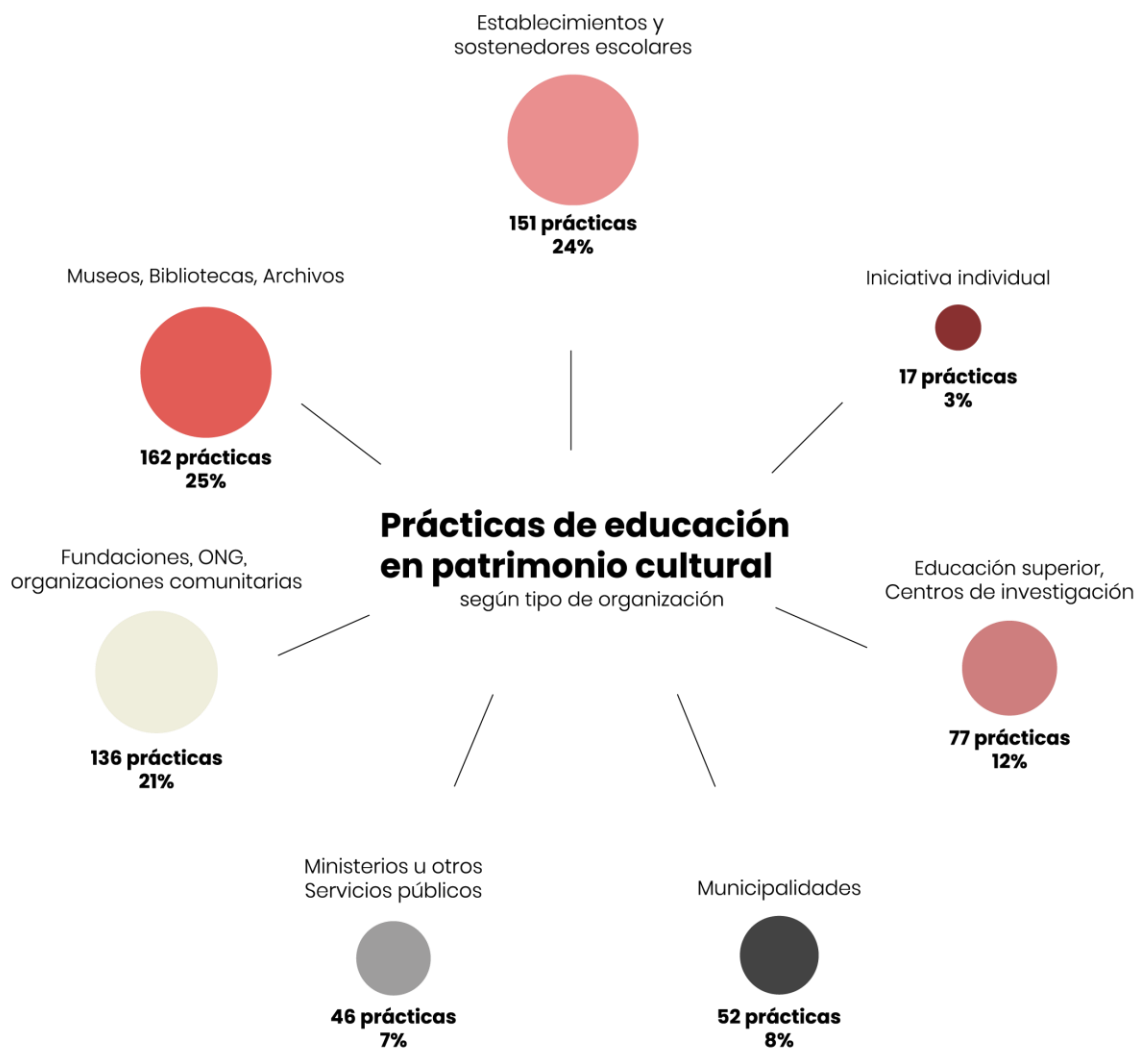 Establecimientos y
sostenedores escolares
151 prácticas
24%
Museos, Bibliotecas, Archivos
162 prácticas
25%
Iniciativa individual
17 prácticas
3%
Prácticas de educación
en patrimonio cultural
según tipo de organización
Fundaciones, ONG,
organizaciones comunitarias
136 prácticas
21%
Educación superior,
Centros de investigación
77 prácticas
12%
Ministerios u otros
Servicios públicos
46 prácticas
7%
Municipalidades
52 prácticas
8%